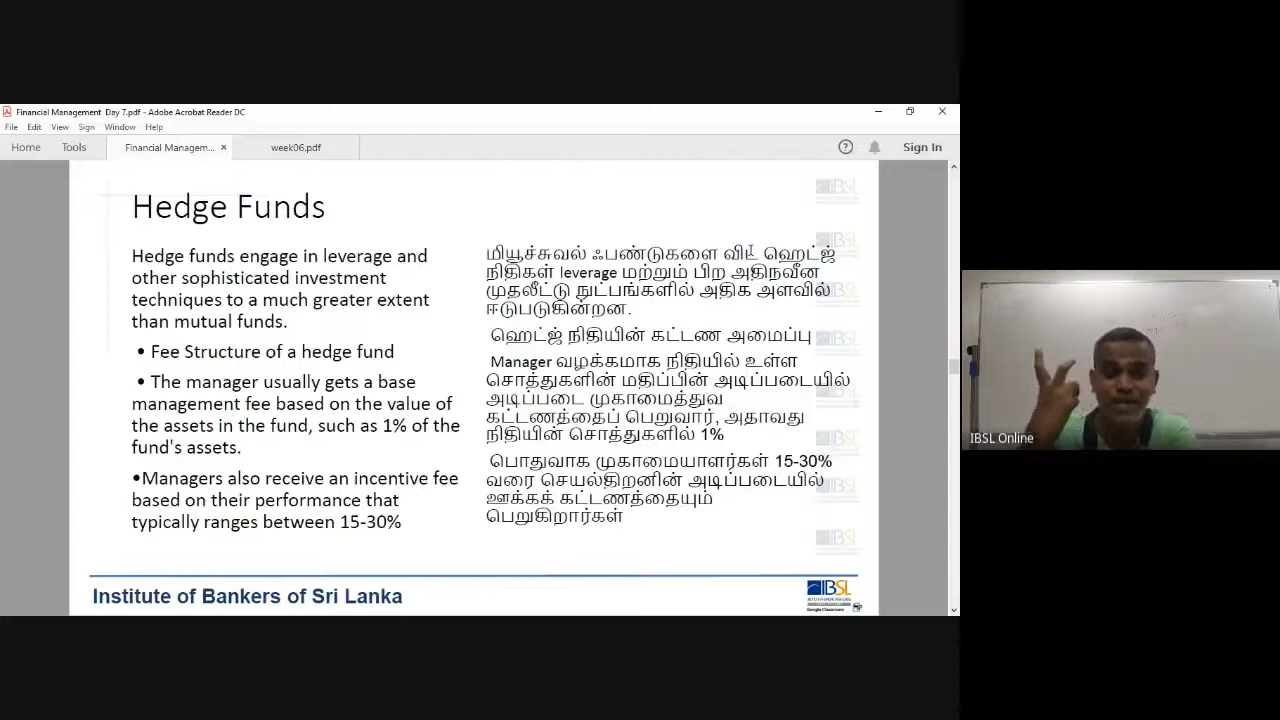 Financial Management Day 7.pdf - Adobe Acrobat Reader DC
File Edit View Sign Window Help
Home Tools Financial Managem... × week06.pdf Sign In
Hedge Funds
Hedge funds engage in leverage and
other sophisticated investment
techniques to a much greater extent
than mutual funds.
• Fee Structure of a hedge fund
• The manager usually gets a base
management fee based on the value of
the assets in the fund, such as 1% of the
fund's assets.
•Managers also receive an incentive fee
based on their performance that
typically ranges between 15-30%
மியூச்சுவல் ஃபண்டுகளை விட ஹெட்ஜ்
நிதிகள் leverage மற்றும் பிற அதிநவீன
முதலீட்டு நுட்பங்களில் அதிக அளவில்
ஈடுபடுகின்றன.
ஹெட்ஜ் நிதியின் கட்டண அமைப்பு
Manager வழக்கமாக நிதியில் உள்ள
சொத்துகளின் மதிப்பின் அடிப்படையில்
அடிப்படை முகாமைத்துவ
கட்டணத்தைப் பெறுவார், அதாவது
நிதியின் சொத்துகளில் 1%
பொதுவாக முகாமையாளர்கள் 15-30%
வரை செயல்திறனின் அடிப்படையில்
ஊக்கக் கட்டணத்தையும்
பெறுகிறார்கள்
Institute of Bankers of Sri Lanka
IBSL
Google Classroom
IBSL Online